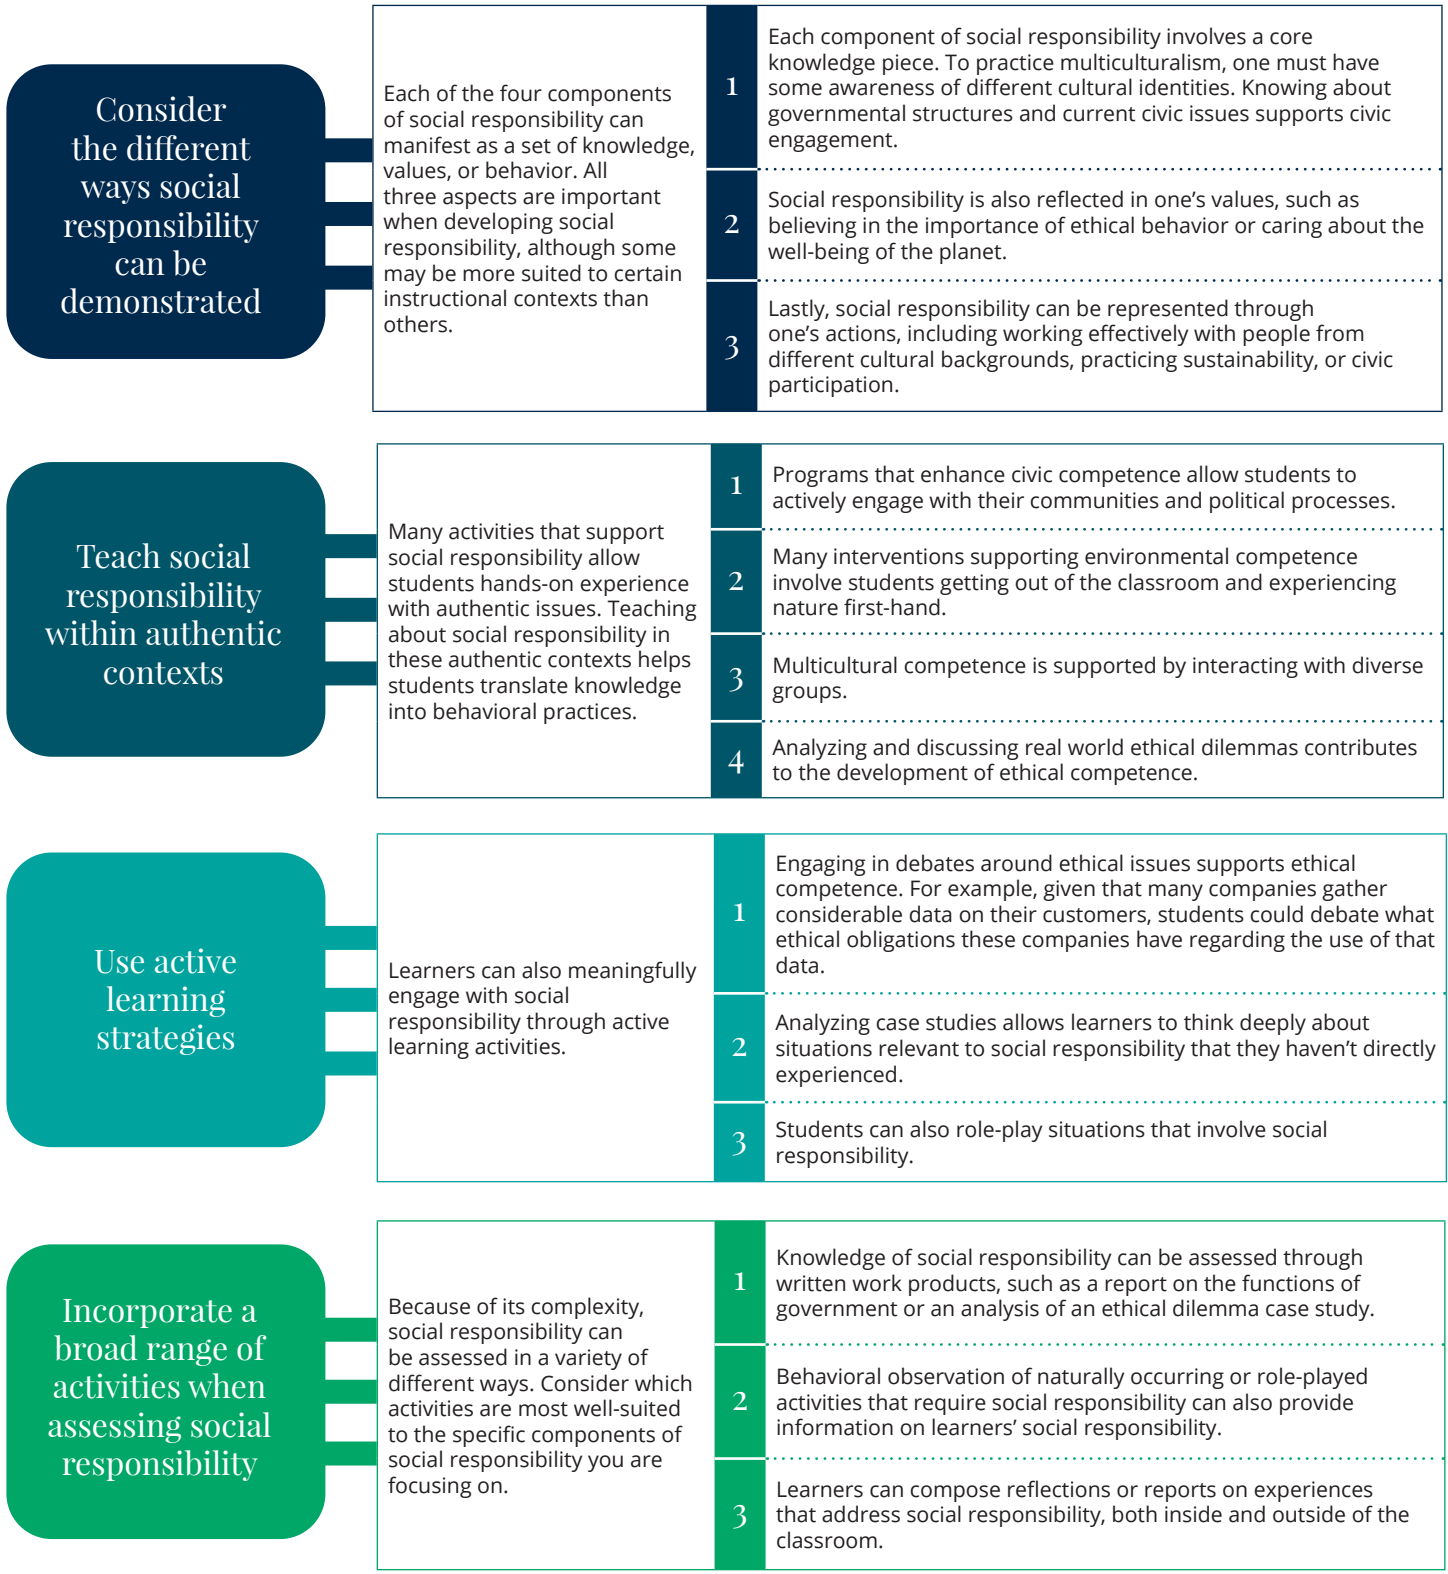 Consider
the different
ways social
responsibility
can be
demonstrated
Each of the four components
of social responsibility can
manifest as a set of knowledge,
values, or behavior. All
three aspects are important
when developing social
responsibility, although some
may be more suited to certain
instructional contexts than
others.
1
Each component of social responsibility involves a core
knowledge piece. To practice multiculturalism, one must have
some awareness of different cultural identities. Knowing about
governmental structures and current civic issues supports civic
engagement.
2
Social responsibility is also reflected in one’s values, such as
believing in the importance of ethical behavior or caring about the
well-being of the planet.
3
Lastly, social responsibility can be represented through
one’s actions, including working effectively with people from
different cultural backgrounds, practicing sustainability, or civic
participation.
Teach social
responsibility
within authentic
contexts
Many activities that support
social responsibility allow
students hands-on experience
with authentic issues. Teaching
about social responsibility in
these authentic contexts helps
students translate knowledge
into behavioral practices.
1
Programs that enhance civic competence allow students to
actively engage with their communities and political processes.
2
Many interventions supporting environmental competence
involve students getting out of the classroom and experiencing
nature first-hand.
3
Multicultural competence is supported by interacting with diverse
groups.
4
Analyzing and discussing real world ethical dilemmas contributes
to the development of ethical competence.
Use active
learning
strategies
Learners can also meaningfully
engage with social
responsibility through active
learning activities.
1
Engaging in debates around ethical issues supports ethical
competence. For example, given that many companies gather
considerable data on their customers, students could debate what
ethical obligations these companies have regarding the use of that
data.
2
Analyzing case studies allows learners to think deeply about
situations relevant to social responsibility that they haven’t directly
experienced.
3
Students can also role-play situations that involve social
responsibility.
Incorporate a
broad range of
activities when
assessing social
responsibility
Because of its complexity,
social responsibility can
be assessed in a variety of
different ways. Consider which
activities are most well-suited
to the specific components of
social responsibility you are
focusing on.
1
Knowledge of social responsibility can be assessed through
written work products, such as a report on the functions of
government or an analysis of an ethical dilemma case study.
2
Behavioral observation of naturally occurring or role-played
activities that require social responsibility can also provide
information on learners’ social responsibility.
3
Learners can compose reflections or reports on experiences
that address social responsibility, both inside and outside of the
classroom.